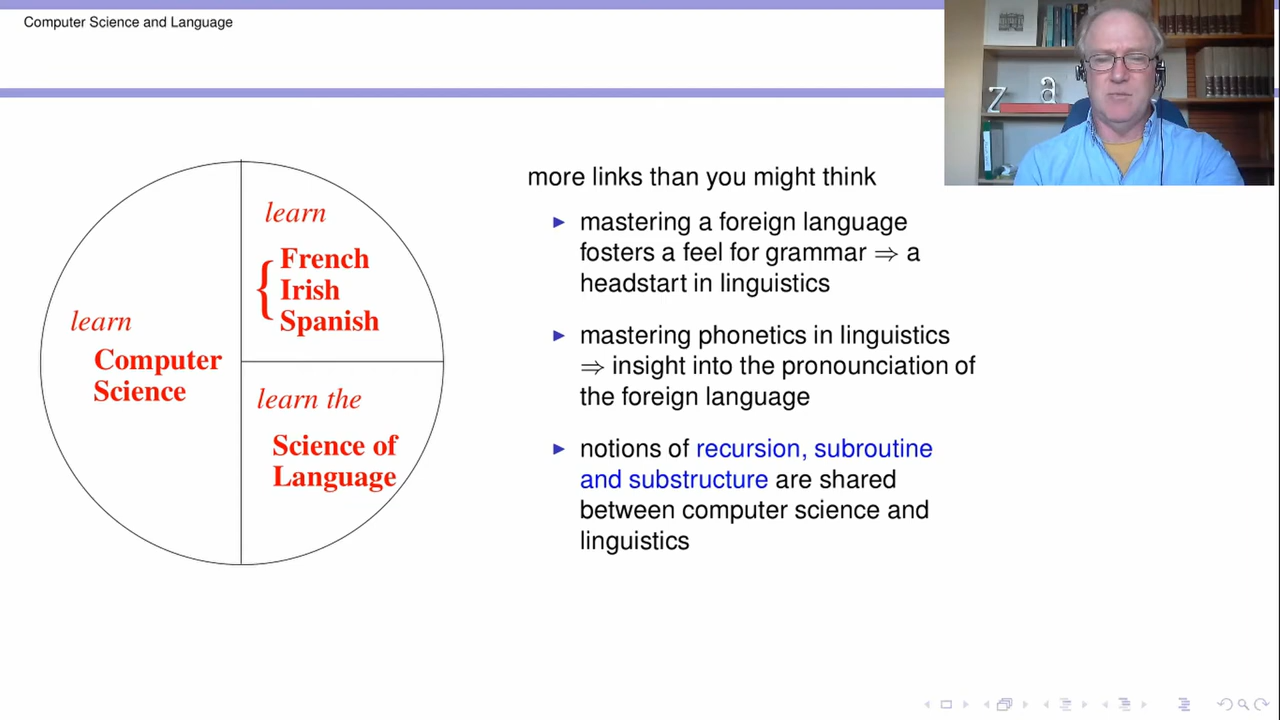 Computer Science and Language
learn
French
Irish
Spanish
learn
Computer
Science
learn the
Science of
Language
more links than you might think
mastering a foreign language
fosters a feel for grammar ⇒ a
headstart in linguistics
mastering phonetics in linguistics
⇒ insight into the pronounciation of
the foreign language
notions of recursion, subroutine
and substructure are shared
between computer science and
linguistics
z a